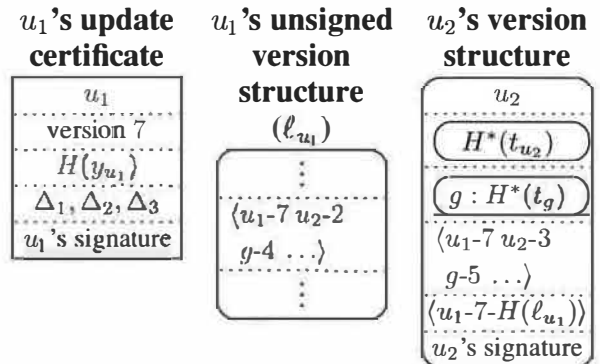 u₁'s update
certificate
u₁
version 7
H(y_{u₁})
Δ₁, Δ₂, Δ₃
u₁'s signature
u₁'s unsigned
version
structure
(ℓ_{u₁})
⋮
⟨u₁-7 u₂-2
g-4 …⟩
⋮
u₂'s version
structure
u₂
H*(t_{u₂})
g : H*(t_g)
⟨u₁-7 u₂-3
g-5 …⟩
⟨u₁-7-H(ℓ_{u₁})⟩
u₂'s signature